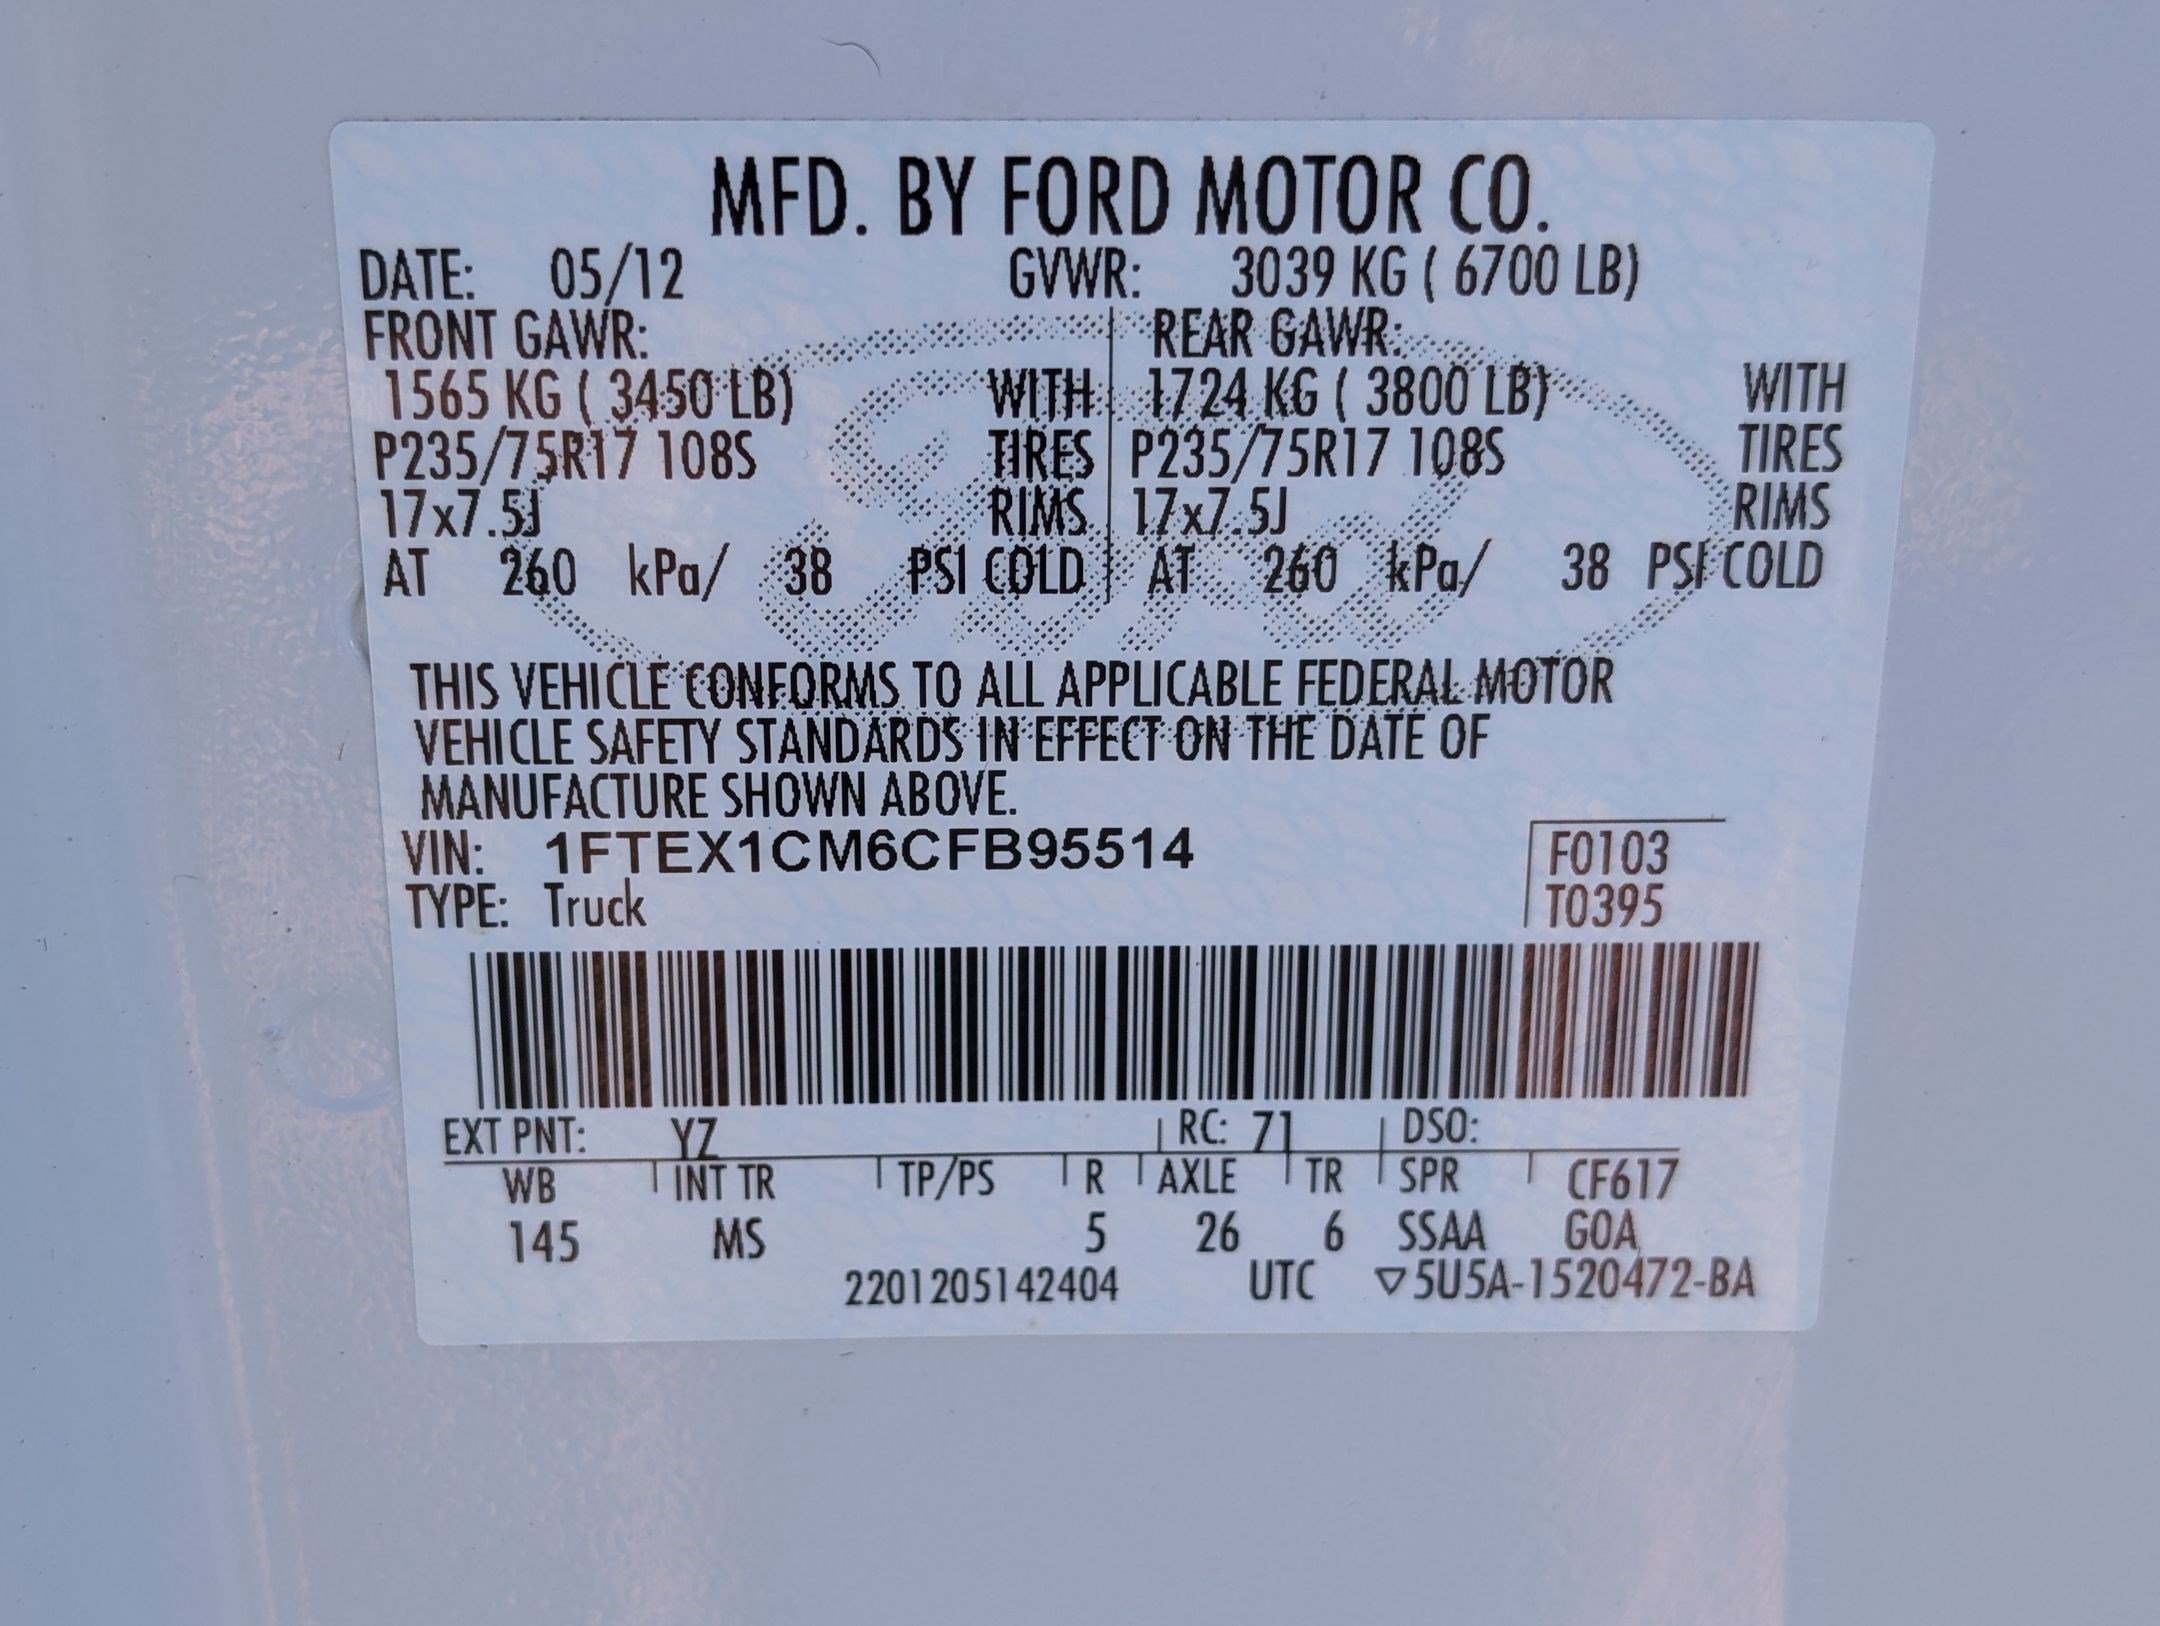 MFD. BY FORD MOTOR CO.
DATE: 05/12 GVWR: 3039 KG ( 6700 LB)
FRONT GAWR: REAR GAWR:
1565 KG ( 3450 LB) WITH 1724 KG ( 3800 LB) WITH
P235/75R17 108S TIRES P235/75R17 108S TIRES
17x7.5J RIMS 17x7.5J RIMS
AT 260 kPa/ 38 PSI COLD AT 260 kPa/ 38 PSI COLD
Ford
THIS VEHICLE CONFORMS TO ALL APPLICABLE FEDERAL MOTOR
VEHICLE SAFETY STANDARDS IN EFFECT ON THE DATE OF
MANUFACTURE SHOWN ABOVE.
VIN: 1FTEX1CM6CFB95514 F0103
TYPE: Truck T0395
EXT PNT: YZ RC: 71 DSO:
WB INT TR TP/PS R AXLE TR SPR CF617
145 MS 5 26 6 SSAA GOA
2201205142404 UTC ▽5U5A-1520472-BA